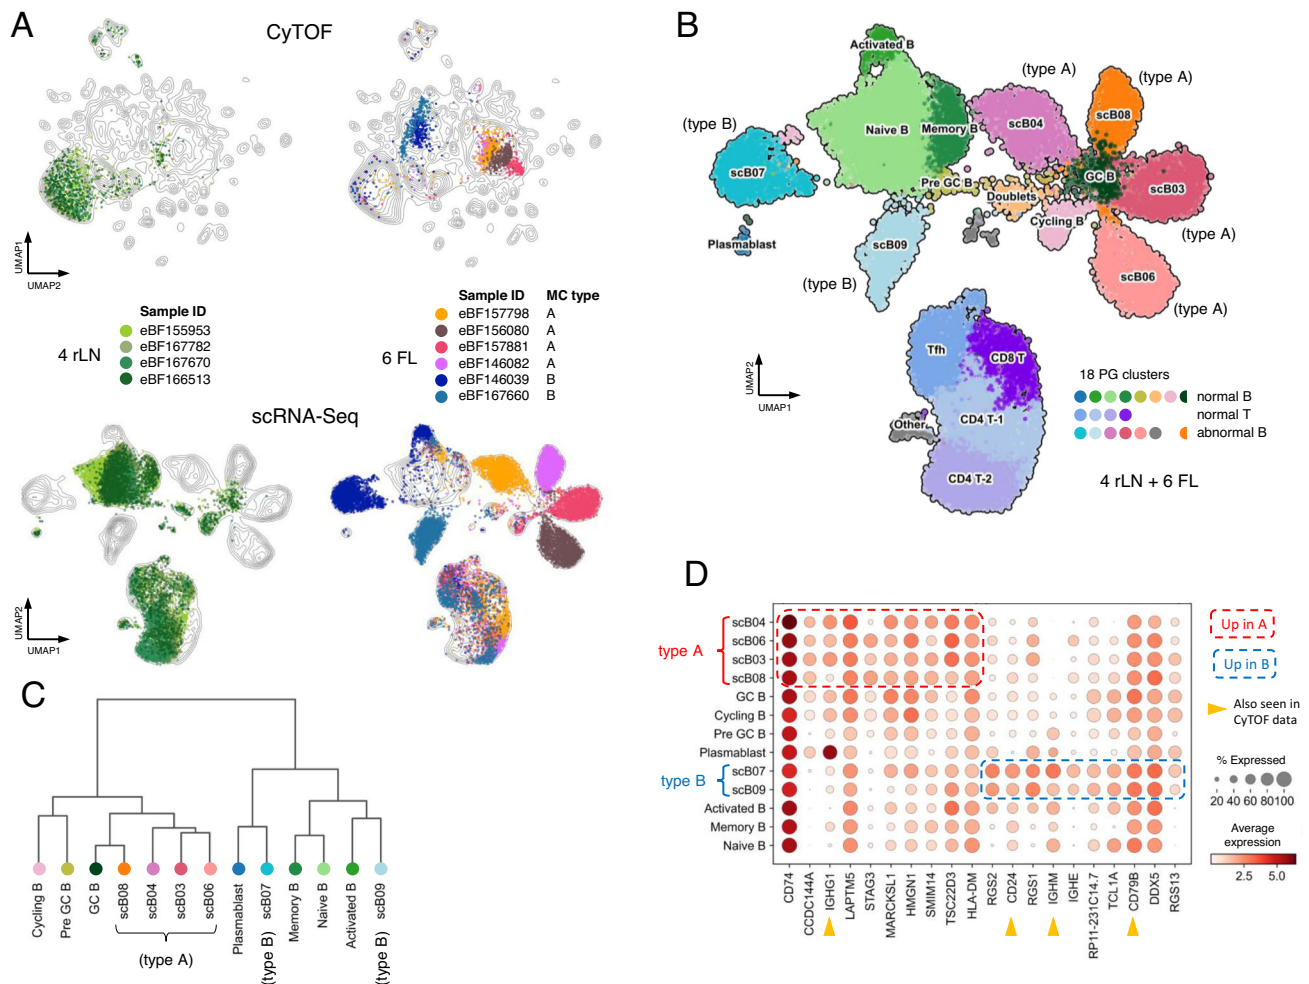 A
CyTOF
UMAP1
UMAP2
Sample ID
eBF155953
eBF167782
eBF167670
eBF166513
4 rLN
Sample ID MC type
eBF157798 A
eBF156080 A
eBF157881 A
eBF146082 A
eBF146039 B
eBF167660 B
6 FL
scRNA-Seq
UMAP2
UMAP1
B
Activated B
(type A)
(type A)
scB08
scB04
(type B)
Naive B
Memory B
scB07
GC B
Pre GC B
scB03
Doublets
Cycling B
(type A)
Plasmablast
scB09
scB06
(type B)
(type A)
Tfh
CD8 T
CD4 T-1
Other
CD4 T-2
UMAP2
UMAP1
18 PG clusters
normal B
normal T
abnormal B
4 rLN + 6 FL
C
Cycling B
Pre GC B
GC B
scB08
scB04
scB03
scB06
Plasmablast
scB07
Memory B
Naive B
Activated B
scB09
(type A)
(type B)
(type B)
D
type A
scB04
scB06
scB03
scB08
GC B
Cycling B
Pre GC B
Plasmablast
type B
scB07
scB09
Activated B
Memory B
Naive B
CD74
CCDC144A
IGHG1
LAPTM5
STAG3
MARCKSL1
HMGN1
SMIM14
TSC22D3
HLA-DM
RGS2
CD24
RGS1
IGHM
IGHE
RP11-231C14.7
TCL1A
CD79B
DDX5
RGS13
Up in A
Up in B
Also seen in
CyTOF data
% Expressed
20 40 60 80100
Average
expression
2.5 5.0